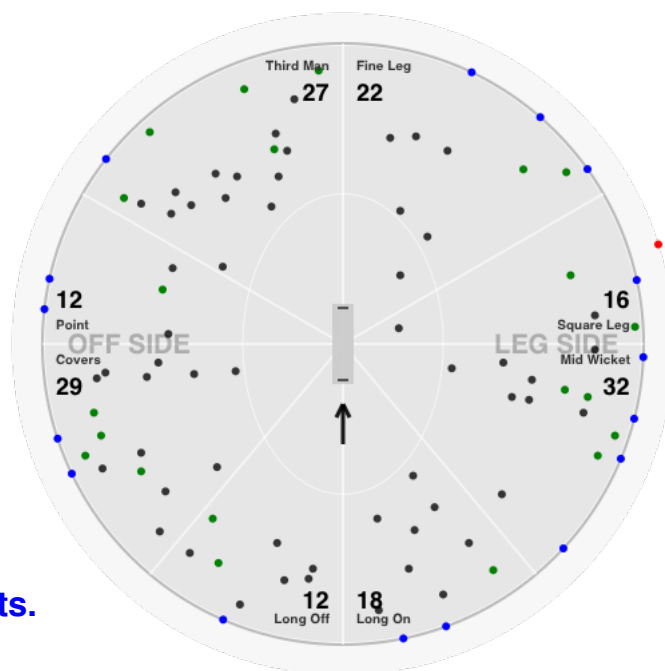 Third Man
27
Fine Leg
22
12
Point
OFF SIDE
Covers
29
16
Square Leg
LEG SIDE
Mid Wicket
32
ts.
12
Long Off
18
Long On